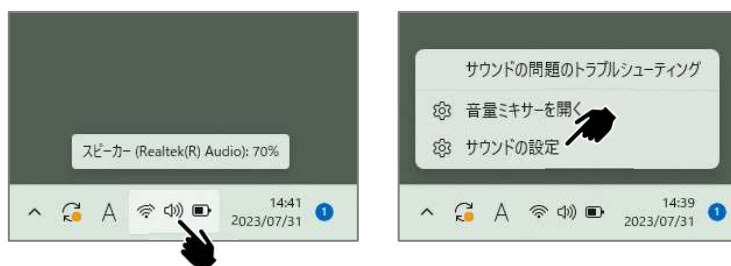 スピーカー (Realtek(R) Audio): 70%
A
14:41
2023/07/31
1
サウンドの問題のトラブルシューティング
音量ミキサーを開く
サウンドの設定
A
14:39
2023/07/31
1